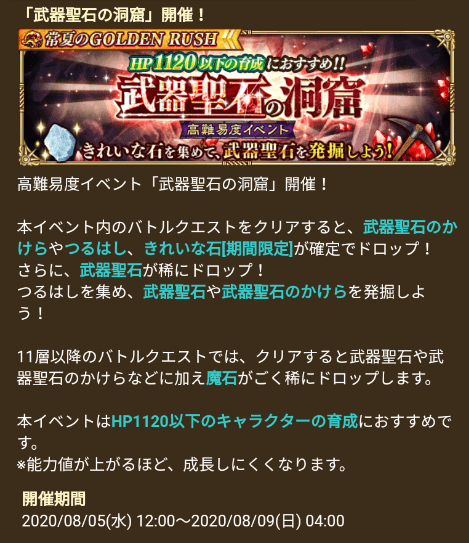 「武器聖石の洞窟」開催！
常夏のGOLDEN RUSH
HP1120以下の育成におすすめ!!
武器聖石の洞窟
高難易度イベント
きれいな石を集めて、武器聖石を発掘しよう！
高難易度イベント「武器聖石の洞窟」開催！
本イベント内のバトルクエストをクリアすると、武器聖石のか
けらやつるはし、きれいな石[期間限定]が確定でドロップ！
さらに、武器聖石が稀にドロップ！
つるはしを集め、武器聖石や武器聖石のかけらを発掘しよ
う！
11層以降のバトルクエストでは、クリアすると武器聖石や武
器聖石のかけらなどに加え魔石がごく稀にドロップします。
本イベントはHP1120以下のキャラクターの育成におすすめで
す。
※能力値が上がるほど、成長しにくくなります。
開催期間
2020/08/05(水) 12:00～2020/08/09(日) 04:00